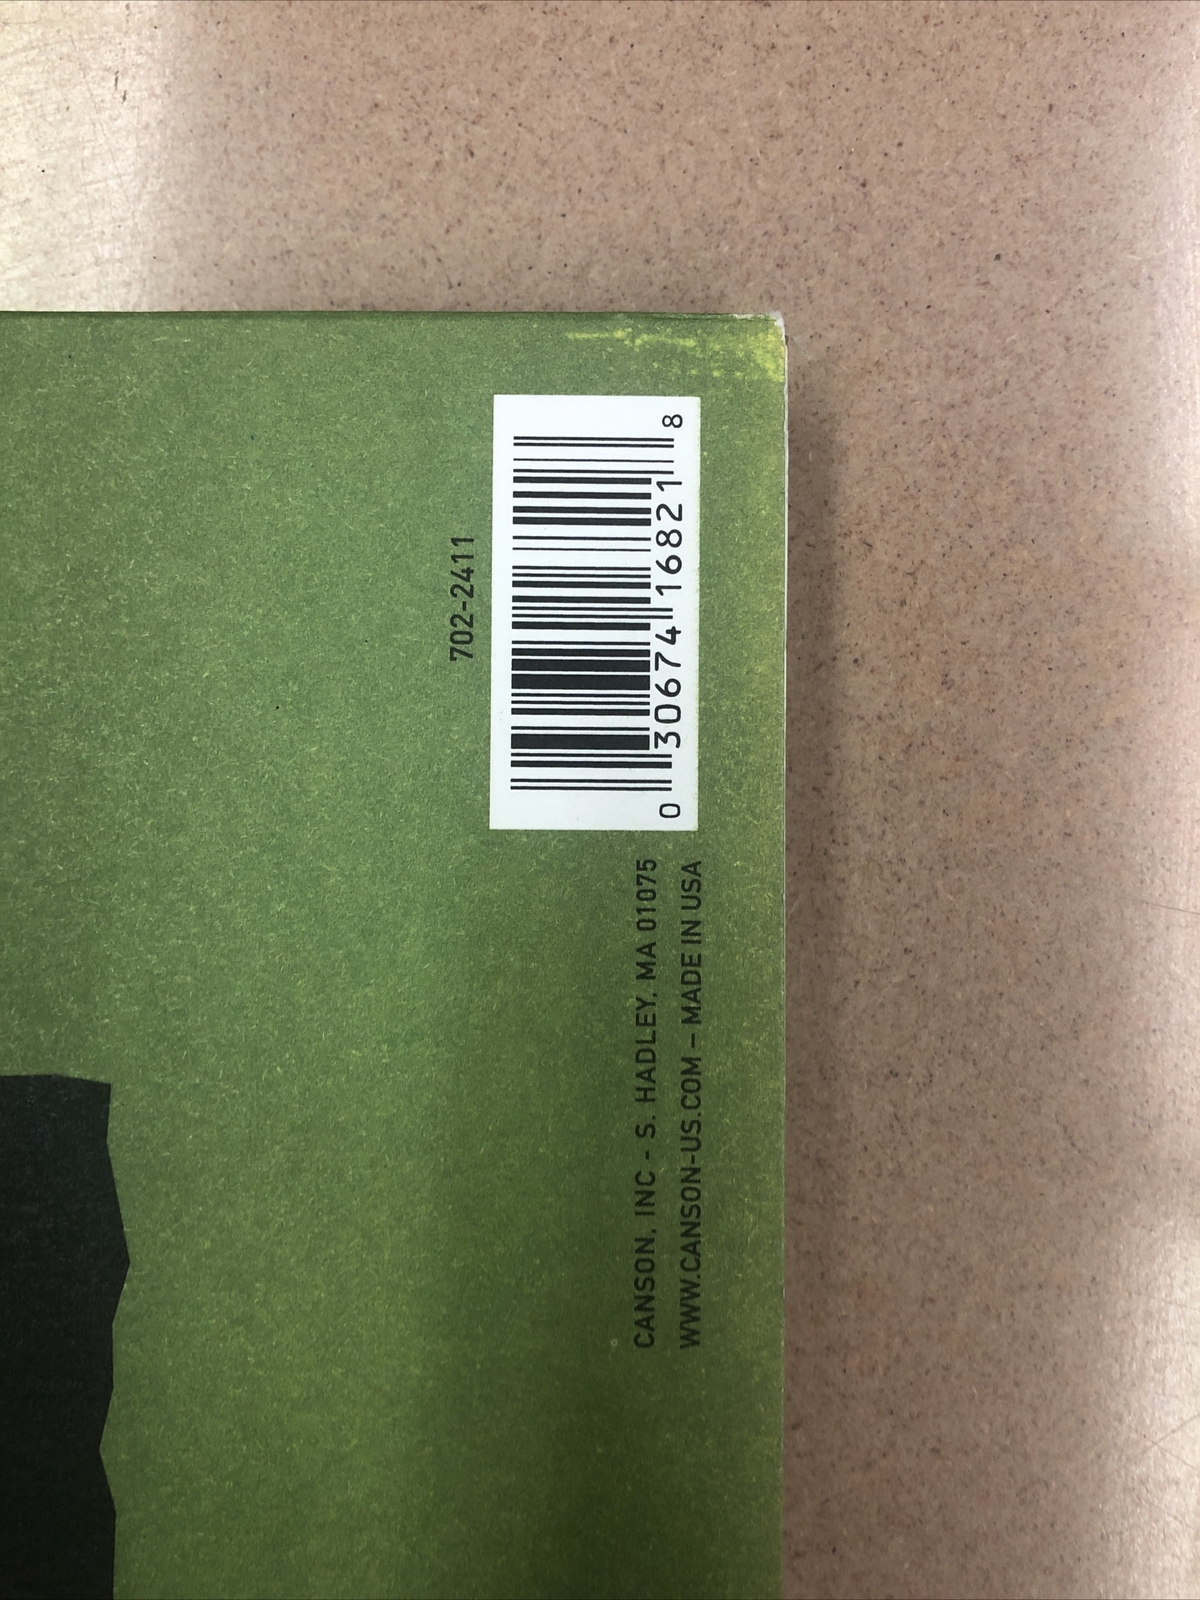 702-2411
0 30674 16821 8
CANSON, INC - S. HADLEY, MA 01075
WWW.CANSON-US.COM – MADE IN USA